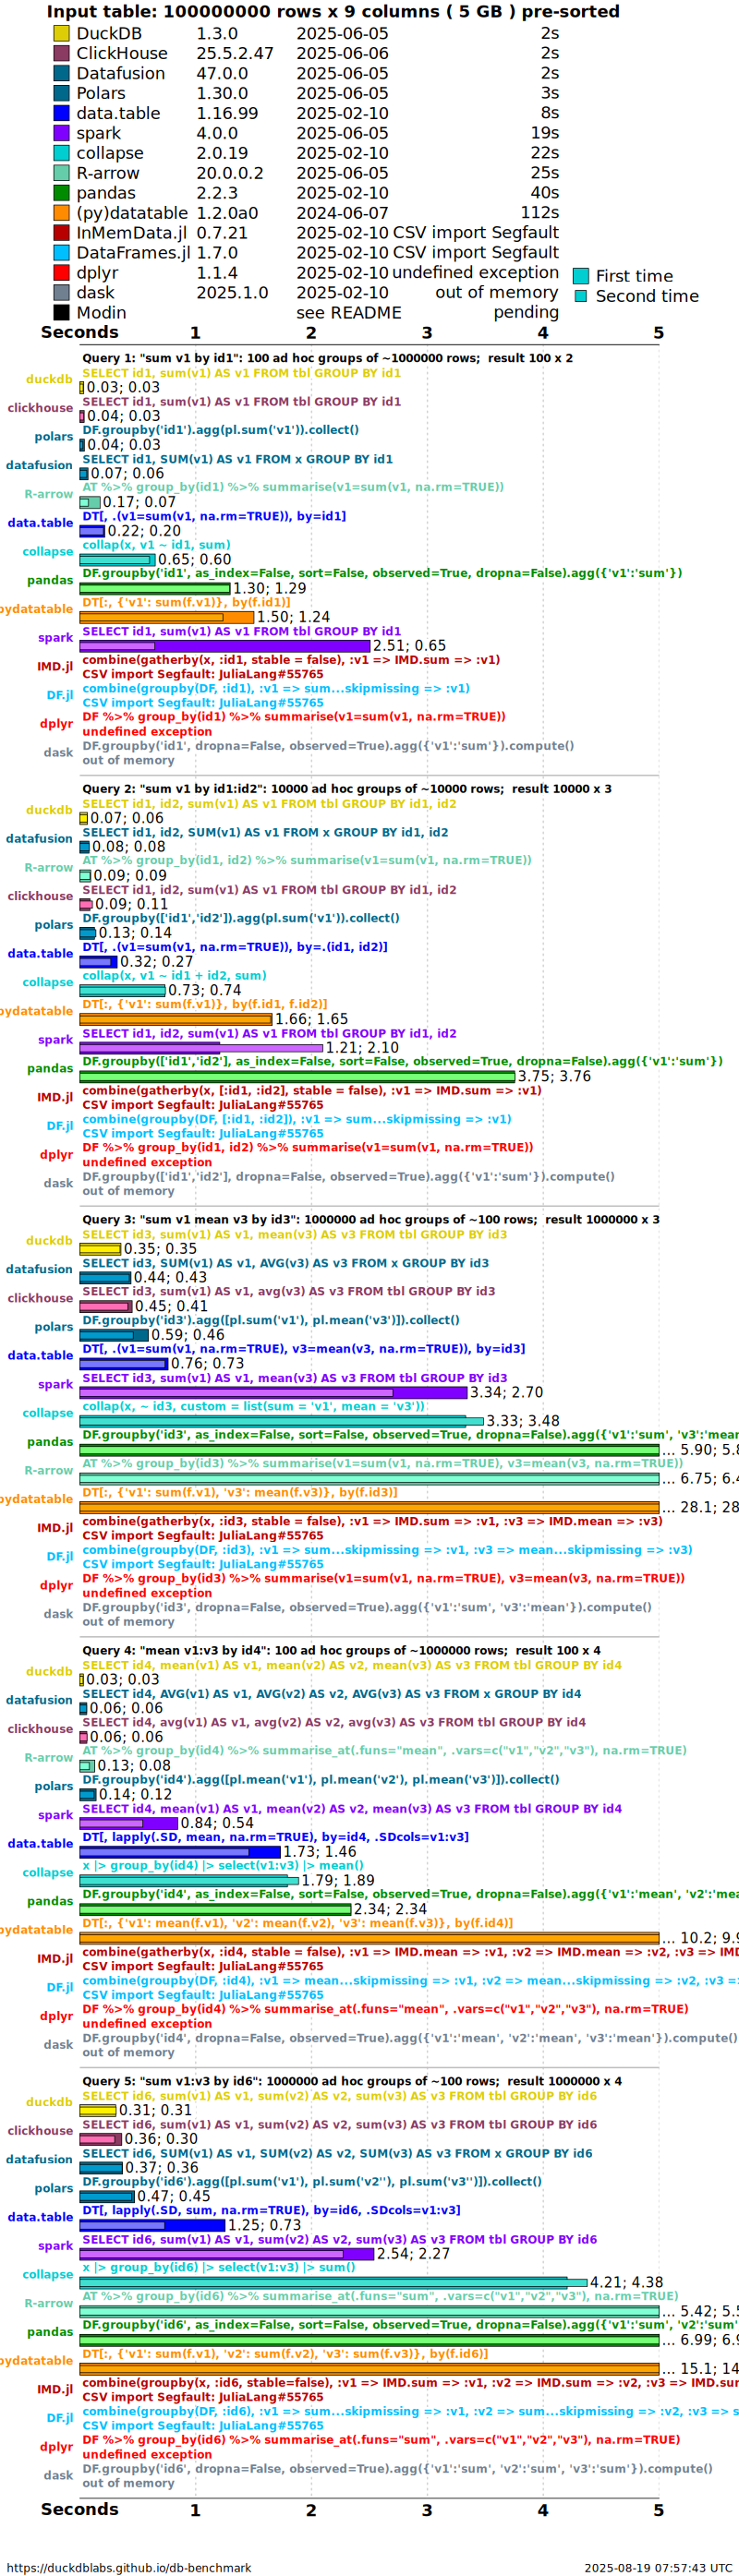 Input table: 100000000 rows x 9 columns ( 5 GB ) pre-sorted
DuckDB 1.3.0 2025-06-05 2s
ClickHouse 25.5.2.47 2025-06-06 2s
Datafusion 47.0.0 2025-06-05 2s
Polars 1.30.0 2025-06-05 3s
data.table 1.16.99 2025-02-10 8s
spark 4.0.0 2025-06-05 19s
collapse 2.0.19 2025-02-10 22s
R-arrow 20.0.0.2 2025-06-05 25s
pandas 2.2.3 2025-02-10 40s
(py)datatable 1.2.0a0 2024-06-07 112s
InMemData.jl 0.7.21 2025-02-10 CSV import Segfault
DataFrames.jl 1.7.0 2025-02-10 CSV import Segfault
dplyr 1.1.4 2025-02-10 undefined exception First time
dask 2025.1.0 2025-02-10 out of memory Second time
Modin see README pending
Seconds 1 2 3 4 5
Query 1: "sum v1 by id1": 100 ad hoc groups of ~1000000 rows;  result 100 x 2
SELECT id1, sum(v1) AS v1 FROM tbl GROUP BY id1
duckdb 0.03; 0.03
SELECT id1, sum(v1) AS v1 FROM tbl GROUP BY id1
clickhouse 0.04; 0.03
DF.groupby('id1').agg(pl.sum('v1')).collect()
polars 0.04; 0.03
SELECT id1, SUM(v1) AS v1 FROM x GROUP BY id1
datafusion 0.07; 0.06
AT %>% group_by(id1) %>% summarise(v1=sum(v1, na.rm=TRUE))
R-arrow 0.17; 0.07
DT[, .(v1=sum(v1, na.rm=TRUE)), by=id1]
data.table 0.22; 0.20
collap(x, v1 ~ id1, sum)
collapse 0.65; 0.60
DF.groupby('id1', as_index=False, sort=False, observed=True, dropna=False).agg({'v1':'sum'})
pandas 1.30; 1.29
DT[:, {'v1': sum(f.v1)}, by(f.id1)]
pydatatable 1.50; 1.24
SELECT id1, sum(v1) AS v1 FROM tbl GROUP BY id1
spark 2.51; 0.65
combine(gatherby(x, :id1, stable = false), :v1 => IMD.sum => :v1)
IMD.jl CSV import Segfault: JuliaLang#55765
combine(groupby(DF, :id1), :v1 => sum...skipmissing => :v1)
DF.jl CSV import Segfault: JuliaLang#55765
DF %>% group_by(id1) %>% summarise(v1=sum(v1, na.rm=TRUE))
dplyr undefined exception
DF.groupby('id1', dropna=False, observed=True).agg({'v1':'sum'}).compute()
dask out of memory
Query 2: "sum v1 by id1:id2": 10000 ad hoc groups of ~10000 rows;  result 10000 x 3
SELECT id1, id2, sum(v1) AS v1 FROM tbl GROUP BY id1, id2
duckdb 0.07; 0.06
SELECT id1, id2, SUM(v1) AS v1 FROM x GROUP BY id1, id2
datafusion 0.08; 0.08
AT %>% group_by(id1, id2) %>% summarise(v1=sum(v1, na.rm=TRUE))
R-arrow 0.09; 0.09
SELECT id1, id2, sum(v1) AS v1 FROM tbl GROUP BY id1, id2
clickhouse 0.09; 0.11
DF.groupby(['id1','id2']).agg(pl.sum('v1')).collect()
polars 0.13; 0.14
DT[, .(v1=sum(v1, na.rm=TRUE)), by=.(id1, id2)]
data.table 0.32; 0.27
collap(x, v1 ~ id1 + id2, sum)
collapse 0.73; 0.74
DT[:, {'v1': sum(f.v1)}, by(f.id1, f.id2)]
pydatatable 1.66; 1.65
SELECT id1, id2, sum(v1) AS v1 FROM tbl GROUP BY id1, id2
spark 1.21; 2.10
DF.groupby(['id1','id2'], as_index=False, sort=False, observed=True, dropna=False).agg({'v1':'sum'})
pandas 3.75; 3.76
combine(gatherby(x, [:id1, :id2], stable = false), :v1 => IMD.sum => :v1)
IMD.jl CSV import Segfault: JuliaLang#55765
combine(groupby(DF, [:id1, :id2]), :v1 => sum...skipmissing => :v1)
DF.jl CSV import Segfault: JuliaLang#55765
DF %>% group_by(id1, id2) %>% summarise(v1=sum(v1, na.rm=TRUE))
dplyr undefined exception
DF.groupby(['id1','id2'], dropna=False, observed=True).agg({'v1':'sum'}).compute()
dask out of memory
Query 3: "sum v1 mean v3 by id3": 1000000 ad hoc groups of ~100 rows;  result 1000000 x 3
SELECT id3, sum(v1) AS v1, mean(v3) AS v3 FROM tbl GROUP BY id3
duckdb 0.35; 0.35
SELECT id3, SUM(v1) AS v1, AVG(v3) AS v3 FROM x GROUP BY id3
datafusion 0.44; 0.43
SELECT id3, sum(v1) AS v1, avg(v3) AS v3 FROM tbl GROUP BY id3
clickhouse 0.45; 0.41
DF.groupby('id3').agg([pl.sum('v1'), pl.mean('v3')]).collect()
polars 0.59; 0.46
DT[, .(v1=sum(v1, na.rm=TRUE), v3=mean(v3, na.rm=TRUE)), by=id3]
data.table 0.76; 0.73
SELECT id3, sum(v1) AS v1, mean(v3) AS v3 FROM tbl GROUP BY id3
spark 3.34; 2.70
collap(x, ~ id3, custom = list(sum = 'v1', mean = 'v3'))
collapse 3.33; 3.48
DF.groupby('id3', as_index=False, sort=False, observed=True, dropna=False).agg({'v1':'sum', 'v3':'mean
pandas ... 5.90; 5.8
AT %>% group_by(id3) %>% summarise(v1=sum(v1, na.rm=TRUE), v3=mean(v3, na.rm=TRUE))
R-arrow ... 6.75; 6.4
DT[:, {'v1': sum(f.v1), 'v3': mean(f.v3)}, by(f.id3)]
pydatatable ... 28.1; 28
combine(gatherby(x, :id3, stable = false), :v1 => IMD.sum => :v1, :v3 => IMD.mean => :v3)
IMD.jl CSV import Segfault: JuliaLang#55765
combine(groupby(DF, :id3), :v1 => sum...skipmissing => :v1, :v3 => mean...skipmissing => :v3)
DF.jl CSV import Segfault: JuliaLang#55765
DF %>% group_by(id3) %>% summarise(v1=sum(v1, na.rm=TRUE), v3=mean(v3, na.rm=TRUE))
dplyr undefined exception
DF.groupby('id3', dropna=False, observed=True).agg({'v1':'sum', 'v3':'mean'}).compute()
dask out of memory
Query 4: "mean v1:v3 by id4": 100 ad hoc groups of ~1000000 rows;  result 100 x 4
SELECT id4, mean(v1) AS v1, mean(v2) AS v2, mean(v3) AS v3 FROM tbl GROUP BY id4
duckdb 0.03; 0.03
SELECT id4, AVG(v1) AS v1, AVG(v2) AS v2, AVG(v3) AS v3 FROM x GROUP BY id4
datafusion 0.06; 0.06
SELECT id4, avg(v1) AS v1, avg(v2) AS v2, avg(v3) AS v3 FROM tbl GROUP BY id4
clickhouse 0.06; 0.06
AT %>% group_by(id4) %>% summarise_at(.funs="mean", .vars=c("v1","v2","v3"), na.rm=TRUE)
R-arrow 0.13; 0.08
DF.groupby('id4').agg([pl.mean('v1'), pl.mean('v2'), pl.mean('v3')]).collect()
polars 0.14; 0.12
SELECT id4, mean(v1) AS v1, mean(v2) AS v2, mean(v3) AS v3 FROM tbl GROUP BY id4
spark 0.84; 0.54
DT[, lapply(.SD, mean, na.rm=TRUE), by=id4, .SDcols=v1:v3]
data.table 1.73; 1.46
x |> group_by(id4) |> select(v1:v3) |> mean()
collapse 1.79; 1.89
DF.groupby('id4', as_index=False, sort=False, observed=True, dropna=False).agg({'v1':'mean', 'v2':'mea
pandas 2.34; 2.34
DT[:, {'v1': mean(f.v1), 'v2': mean(f.v2), 'v3': mean(f.v3)}, by(f.id4)]
pydatatable ... 10.2; 9.9
combine(gatherby(x, :id4, stable = false), :v1 => IMD.mean => :v1, :v2 => IMD.mean => :v2, :v3 => IMD
IMD.jl CSV import Segfault: JuliaLang#55765
combine(groupby(DF, :id4), :v1 => mean...skipmissing => :v1, :v2 => mean...skipmissing => :v2, :v3 =>
DF.jl CSV import Segfault: JuliaLang#55765
DF %>% group_by(id4) %>% summarise_at(.funs="mean", .vars=c("v1","v2","v3"), na.rm=TRUE)
dplyr undefined exception
DF.groupby('id4', dropna=False, observed=True).agg({'v1':'mean', 'v2':'mean', 'v3':'mean'}).compute()
dask out of memory
Query 5: "sum v1:v3 by id6": 1000000 ad hoc groups of ~100 rows;  result 1000000 x 4
SELECT id6, sum(v1) AS v1, sum(v2) AS v2, sum(v3) AS v3 FROM tbl GROUP BY id6
duckdb 0.31; 0.31
SELECT id6, sum(v1) AS v1, sum(v2) AS v2, sum(v3) AS v3 FROM tbl GROUP BY id6
clickhouse 0.36; 0.30
SELECT id6, SUM(v1) AS v1, SUM(v2) AS v2, SUM(v3) AS v3 FROM x GROUP BY id6
datafusion 0.37; 0.36
DF.groupby('id6').agg([pl.sum('v1'), pl.sum('v2''), pl.sum('v3'')]).collect()
polars 0.47; 0.45
DT[, lapply(.SD, sum, na.rm=TRUE), by=id6, .SDcols=v1:v3]
data.table 1.25; 0.73
SELECT id6, sum(v1) AS v1, sum(v2) AS v2, sum(v3) AS v3 FROM tbl GROUP BY id6
spark 2.54; 2.27
x |> group_by(id6) |> select(v1:v3) |> sum()
collapse 4.21; 4.38
AT %>% group_by(id6) %>% summarise_at(.funs="sum", .vars=c("v1","v2","v3"), na.rm=TRUE)
R-arrow ... 5.42; 5.5
DF.groupby('id6', as_index=False, sort=False, observed=True, dropna=False).agg({'v1':'sum', 'v2':'sum'
pandas ... 6.99; 6.9
DT[:, {'v1': sum(f.v1), 'v2': sum(f.v2), 'v3': sum(f.v3)}, by(f.id6)]
pydatatable ... 15.1; 14
combine(groupby(x, :id6, stable=false), :v1 => IMD.sum => :v1, :v2 => IMD.sum => :v2, :v3 => IMD.sum
IMD.jl CSV import Segfault: JuliaLang#55765
combine(groupby(DF, :id6), :v1 => sum...skipmissing => :v1, :v2 => sum...skipmissing => :v2, :v3 => s
DF.jl CSV import Segfault: JuliaLang#55765
DF %>% group_by(id6) %>% summarise_at(.funs="sum", .vars=c("v1","v2","v3"), na.rm=TRUE)
dplyr undefined exception
DF.groupby('id6', dropna=False, observed=True).agg({'v1':'sum', 'v2':'sum', 'v3':'sum'}).compute()
dask out of memory
Seconds 1 2 3 4 5
https://duckdblabs.github.io/db-benchmark 2025-08-19 07:57:43 UTC